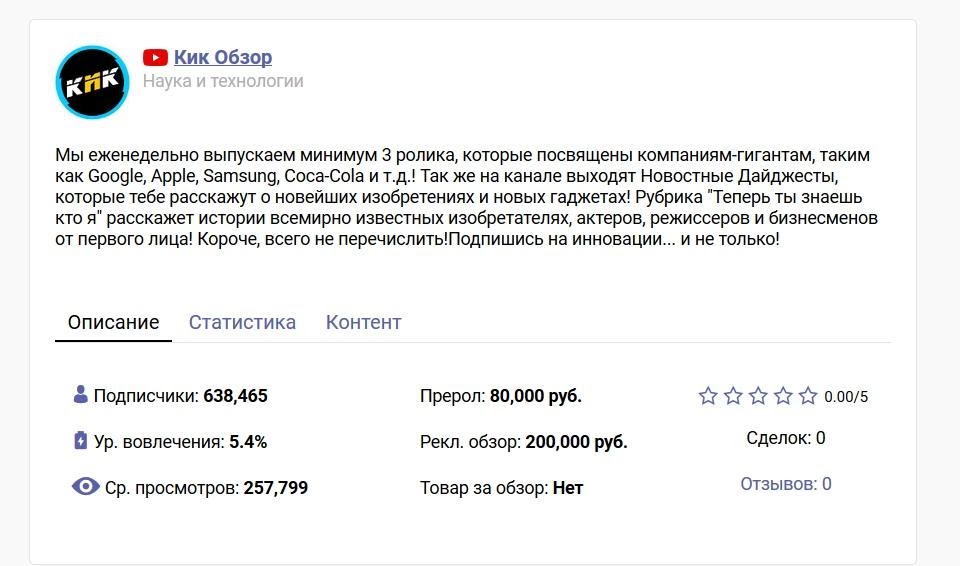 КИК
Кик Обзор
Наука и технологии
Мы еженедельно выпускаем минимум 3 ролика, которые посвящены компаниям-гигантам, таким
как Google, Apple, Samsung, Coca-Cola и т.д.! Так же на канале выходят Новостные Дайджесты,
которые тебе расскажут о новейших изобретениях и новых гаджетах! Рубрика "Теперь ты знаешь
кто я" расскажет истории всемирно известных изобретателях, актеров, режиссеров и бизнесменов
от первого лица! Короче, всего не перечислить!Подпишись на инновации... и не только!
Описание Статистика Контент
Подписчики: 638,465
Ур. вовлечения: 5.4%
Ср. просмотров: 257,799
Прерол: 80,000 руб.
Рекл. обзор: 200,000 руб.
Товар за обзор: Нет
0.00/5
Сделок: 0
Отзывов: 0